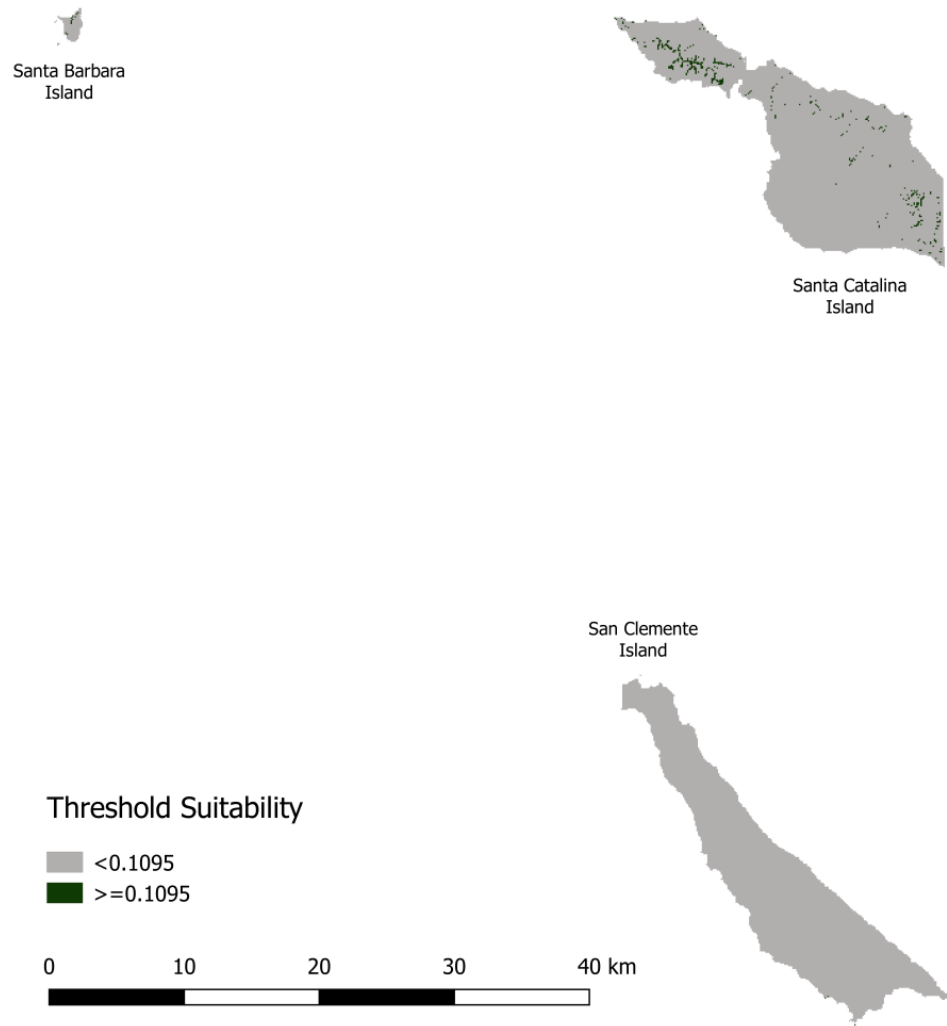 Santa Barbara
Island
Santa Catalina
Island
San Clemente
Island
Threshold Suitability
<0.1095
>=0.1095
0 10 20 30 40 km